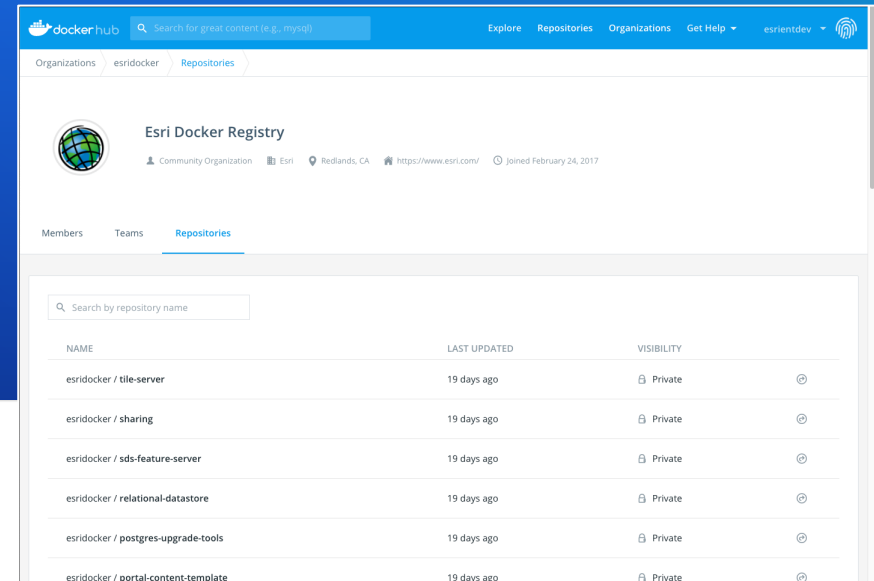 dockerhub Search for great content (e.g., mysql) Explore Repositories Organizations Get Help esrientdev
Organizations esridocker Repositories
Esri Docker Registry
Community Organization Esri Redlands, CA https://www.esri.com/ Joined February 24, 2017
Members Teams Repositories
Search by repository name
NAME LAST UPDATED VISIBILITY
esridocker / tile-server 19 days ago Private
esridocker / sharing 19 days ago Private
esridocker / sds-feature-server 19 days ago Private
esridocker / relational-datastore 19 days ago Private
esridocker / postgres-upgrade-tools 19 days ago Private
esridocker / portal-content-template 19 days ago Private